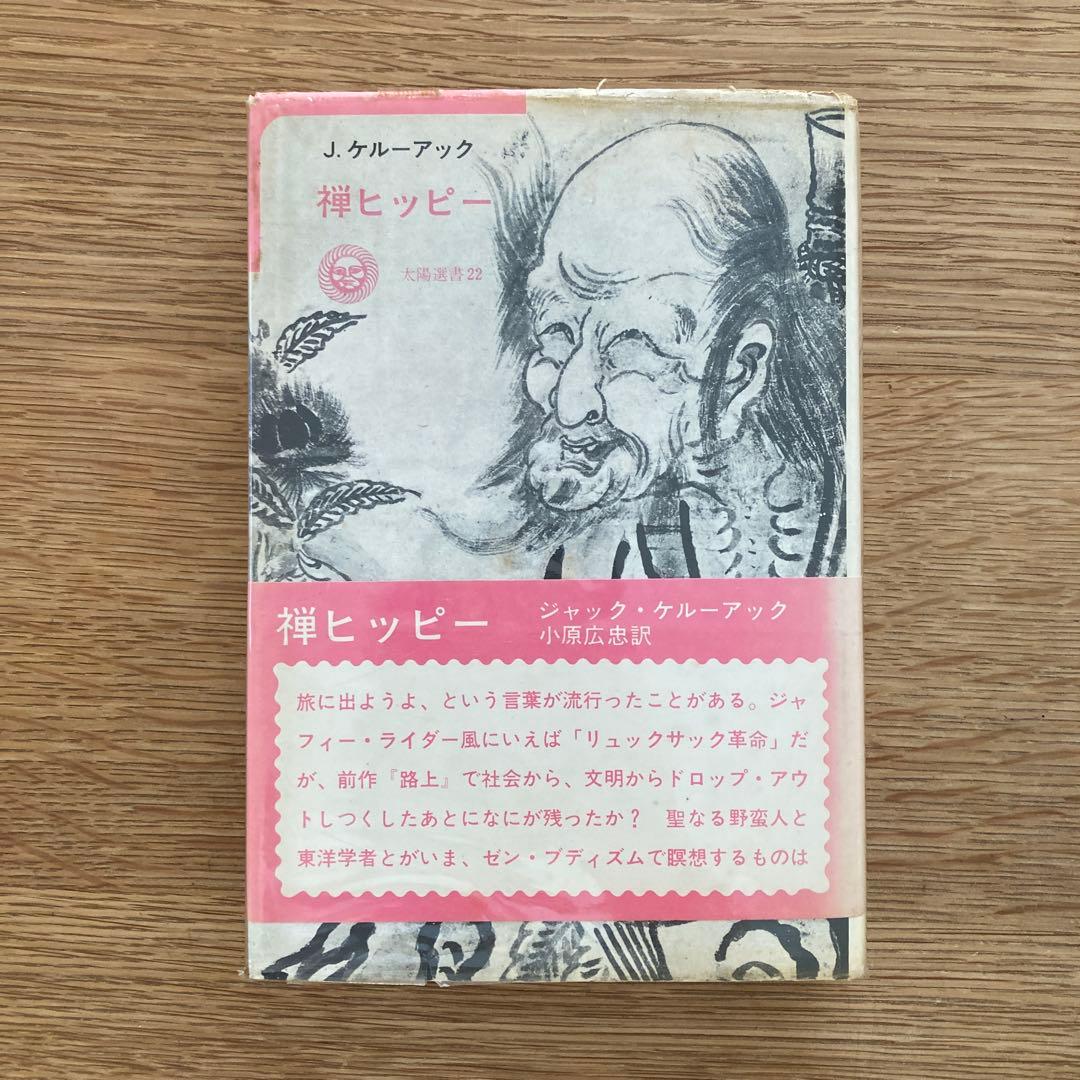 J. ケルーアック
禅ヒッピー
太陽選書22
禅ヒッピー
ジャック・ケルーアック
小原広忠訳
旅に出ようよ、という言葉が流行ったことがある。ジャ
フィー・ライダー風にいえば「リュックサック革命」だ
が、前作『路上』で社会から、文明からドロップ・アウ
トしつくしたあとになにが残ったか？　聖なる野蛮人と
東洋学者とがいま、ゼン・ブディズムで瞑想するものは